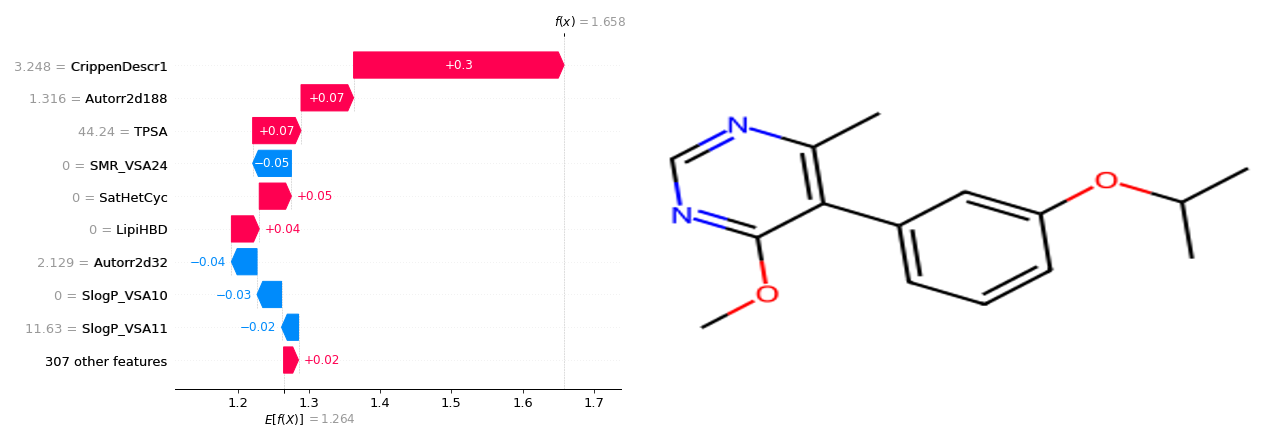 f(x) = 1.658
3.248 = CrippenDescr1
+0.3
1.316 = Autorr2d188
+0.07
44.24 = TPSA
+0.07
0 = SMR_VSA24
−0.05
0 = SatHetCyc
+0.05
0 = LipiHBD
+0.04
2.129 = Autorr2d32
−0.04
0 = SlogP_VSA10
−0.03
11.63 = SlogP_VSA11
−0.02
307 other features
+0.02
1.2 1.3 1.4 1.5 1.6 1.7
E[f(X)] = 1.264
N
N
O
O